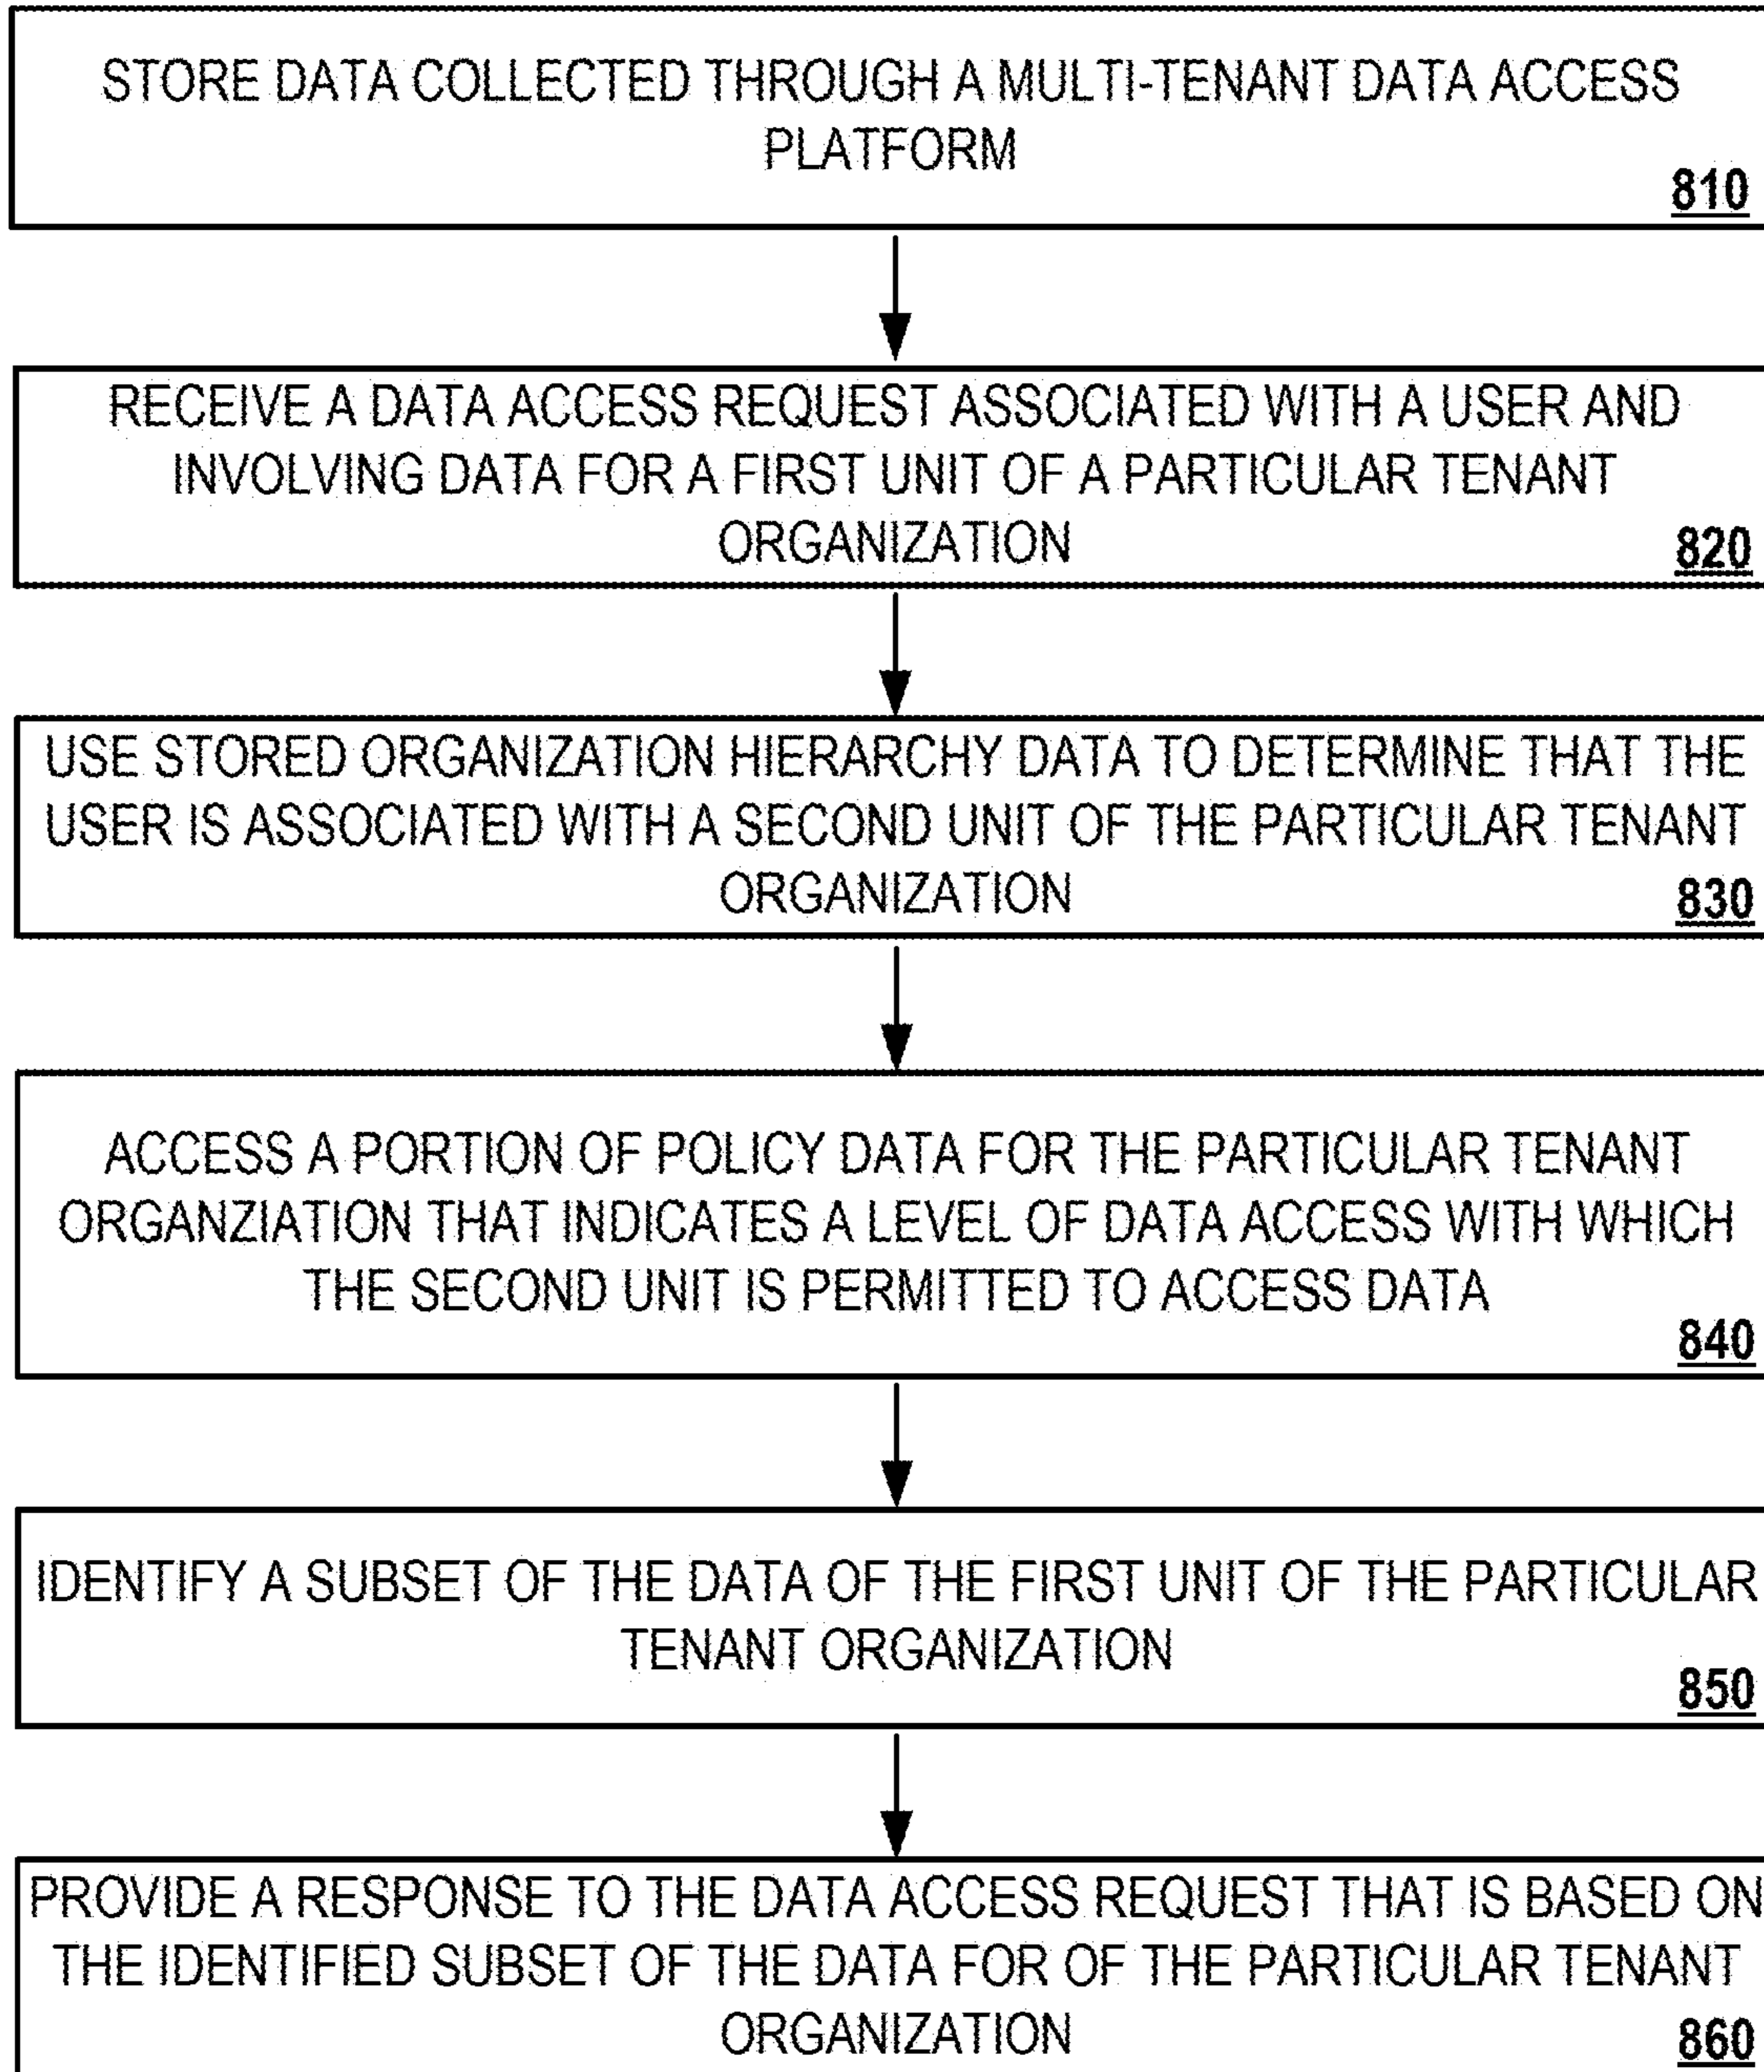 STORE DATA COLLECTED THROUGH A MULTI-TENANT DATA ACCESS
PLATFORM
810
RECEIVE A DATA ACCESS REQUEST ASSOCIATED WITH A USER AND
INVOLVING DATA FOR A FIRST UNIT OF A PARTICULAR TENANT
ORGANIZATION
820
USE STORED ORGANIZATION HIERARCHY DATA TO DETERMINE THAT THE
USER IS ASSOCIATED WITH A SECOND UNIT OF THE PARTICULAR TENANT
ORGANIZATION
830
ACCESS A PORTION OF POLICY DATA FOR THE PARTICULAR TENANT
ORGANZIATION THAT INDICATES A LEVEL OF DATA ACCESS WITH WHICH
THE SECOND UNIT IS PERMITTED TO ACCESS DATA
840
IDENTIFY A SUBSET OF THE DATA OF THE FIRST UNIT OF THE PARTICULAR
TENANT ORGANIZATION
850
PROVIDE A RESPONSE TO THE DATA ACCESS REQUEST THAT IS BASED ON
THE IDENTIFIED SUBSET OF THE DATA FOR OF THE PARTICULAR TENANT
ORGANIZATION
860